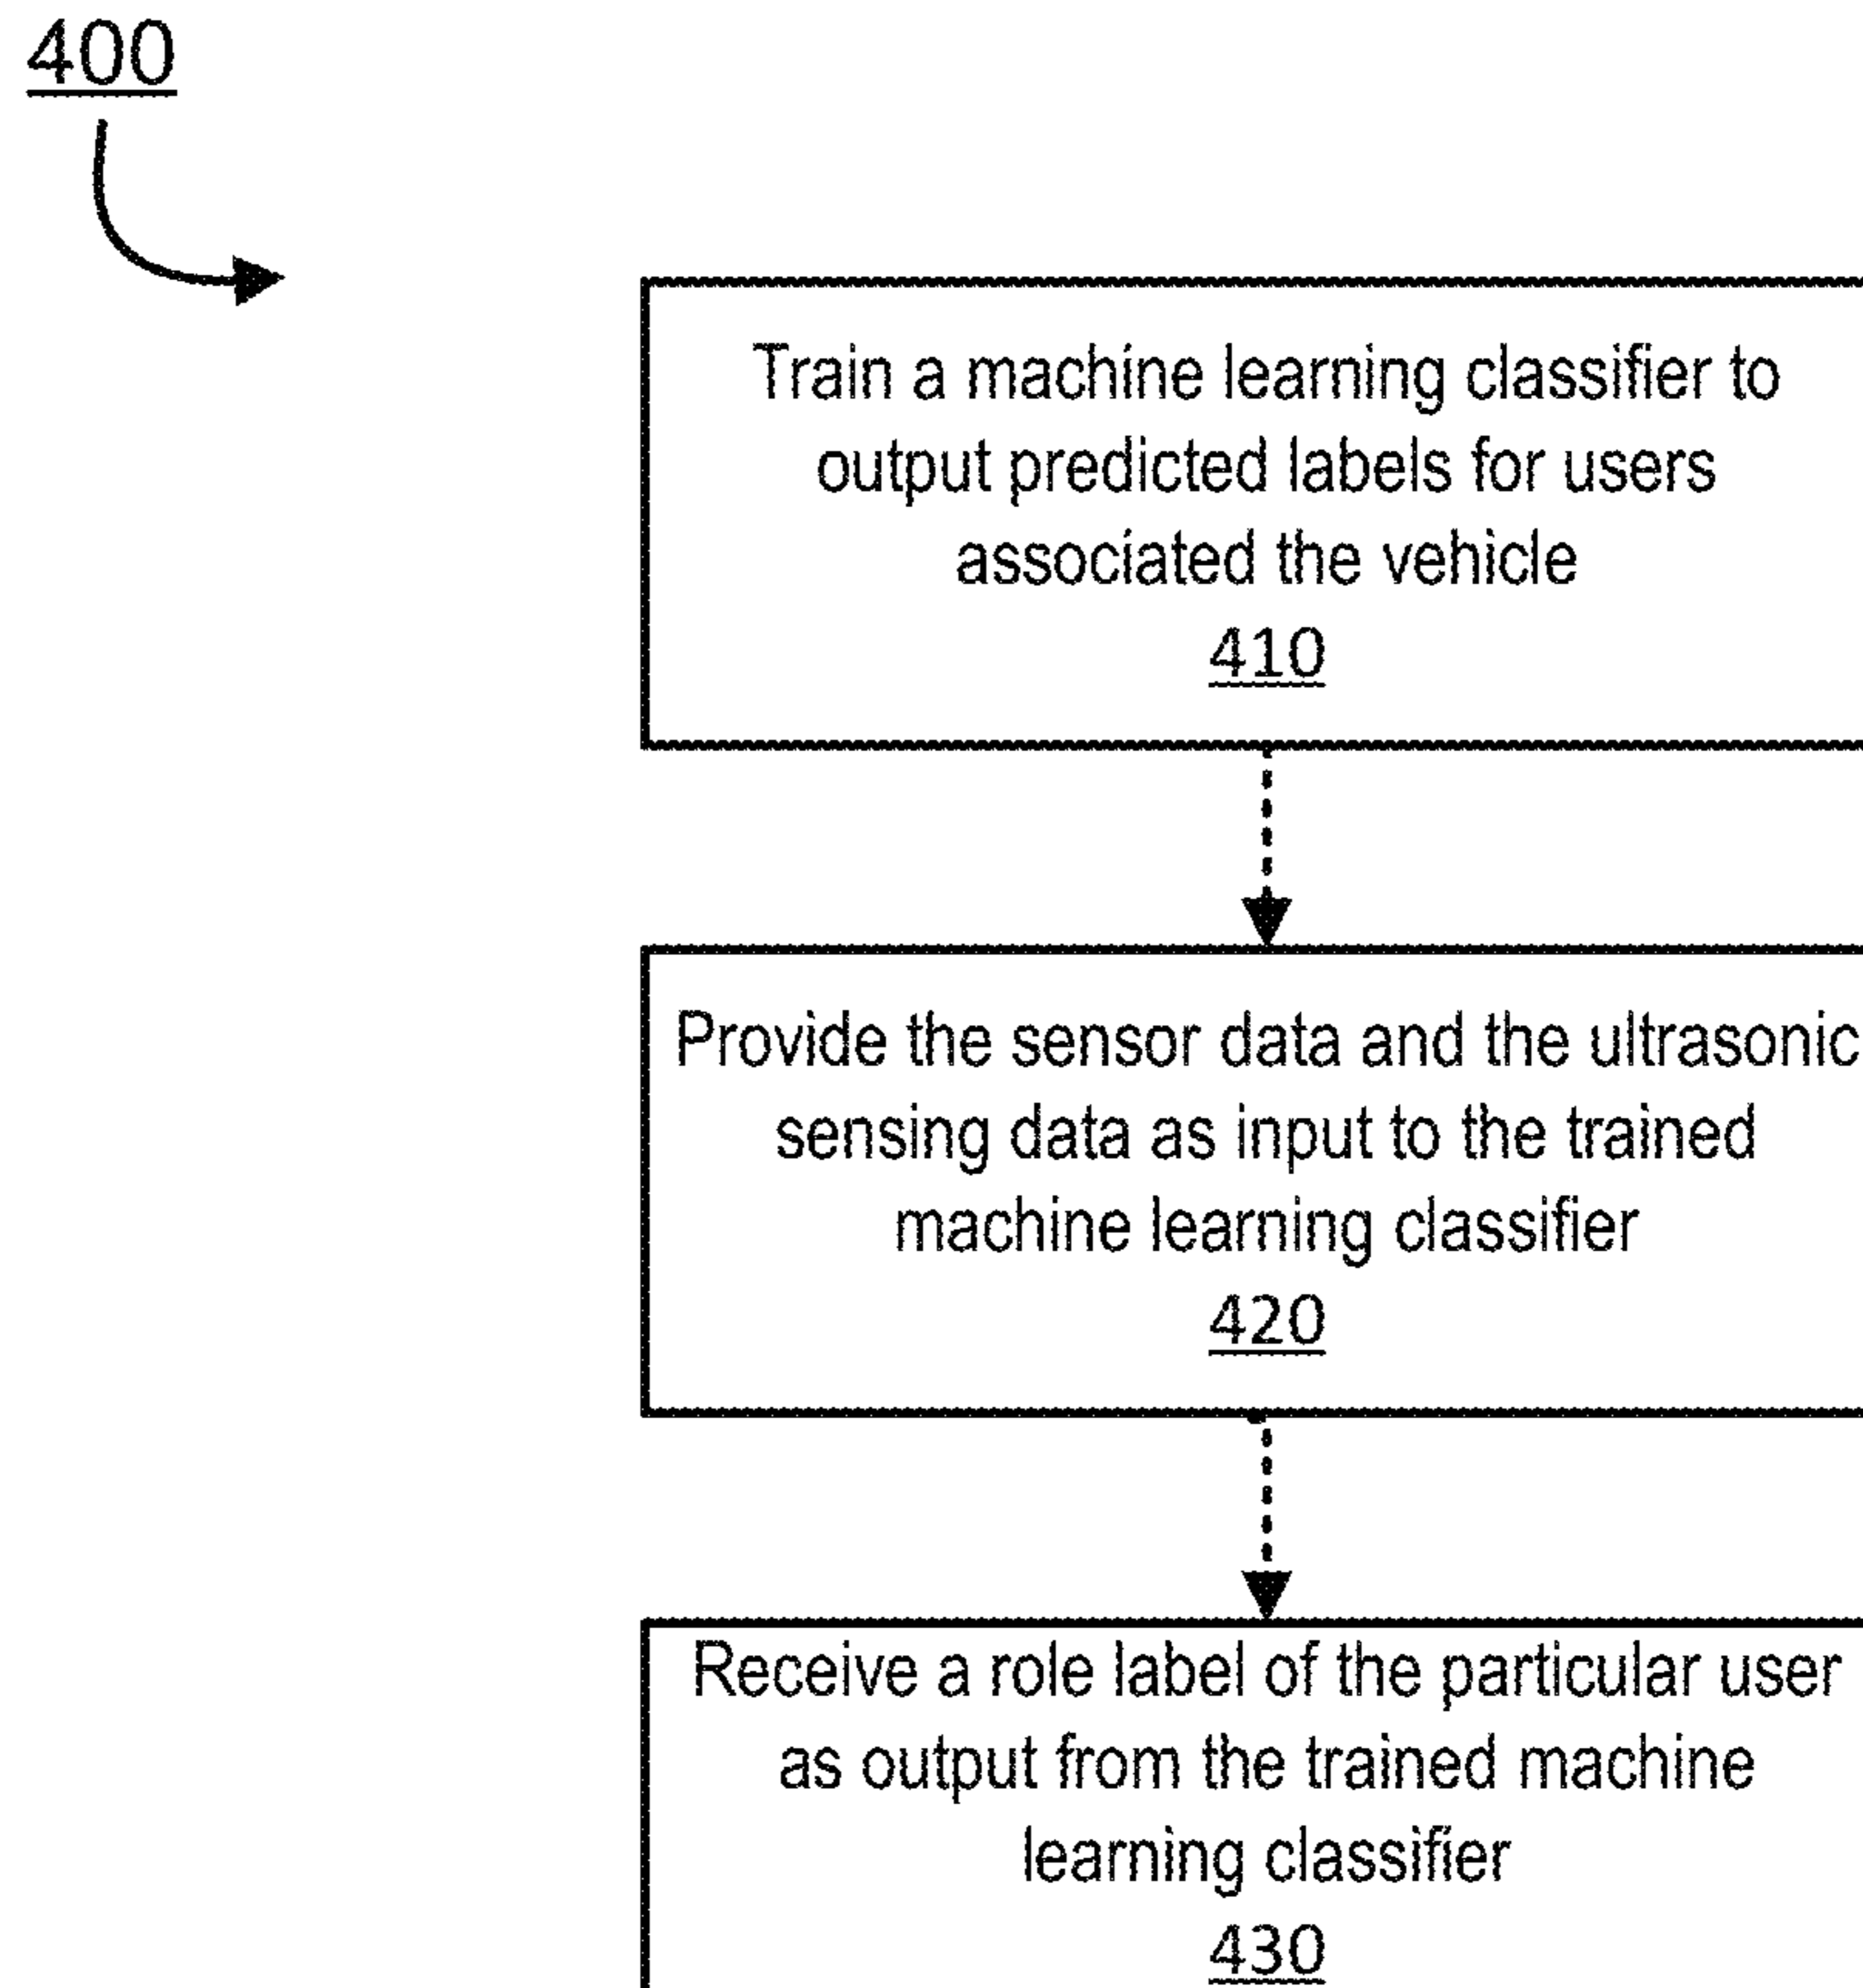 400
Train a machine learning classifier to
output predicted labels for users
associated the vehicle
410
Provide the sensor data and the ultrasonic
sensing data as input to the trained
machine learning classifier
420
Receive a role label of the particular user
as output from the trained machine
learning classifier
430